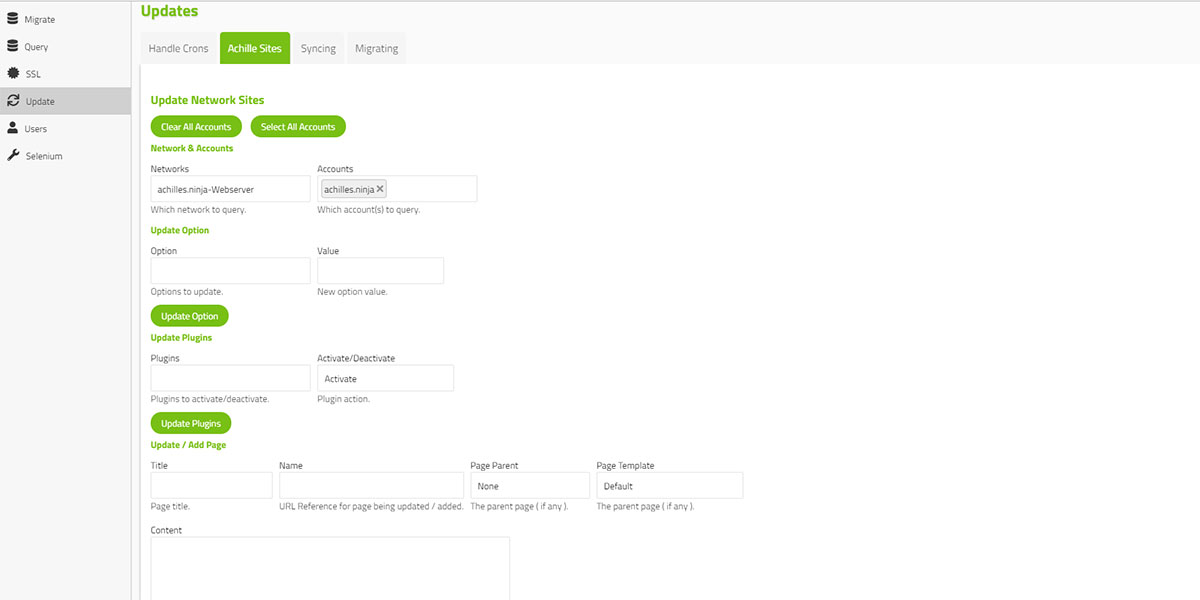 Updates
Migrate
Query
SSL
Update
Users
Selenium
Handle Crons Achille Sites Syncing Migrating
Update Network Sites
Clear All Accounts Select All Accounts
Network & Accounts
Networks Accounts
achilles.ninja-Webserver achilles.ninja
Which network to query. Which account(s) to query.
Update Option
Option Value
Options to update. New option value.
Update Option
Update Plugins
Plugins Activate/Deactivate
Activate
Plugins to activate/deactivate. Plugin action.
Update Plugins
Update / Add Page
Title Name Page Parent Page Template
None Default
Page title. URL Reference for page being updated / added. The parent page ( if any ). The parent page ( if any ).
Content